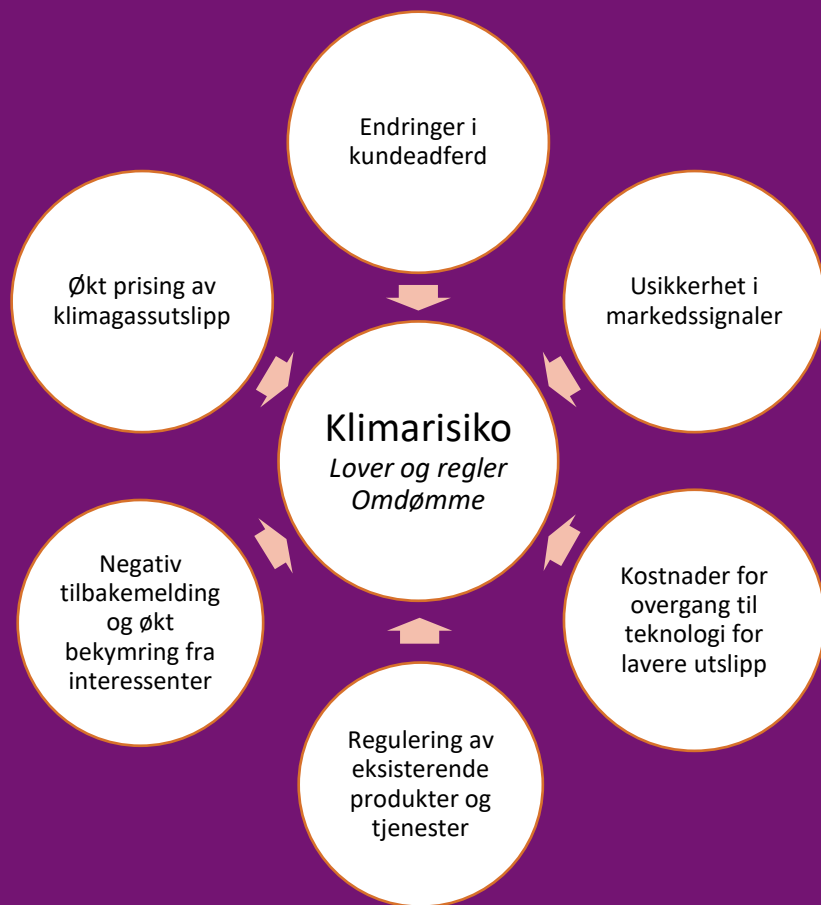 Endringer i
kundeadferd
Økt prising av
klimagassutslipp
Usikkerhet i
markedssignaler
Klimarisiko
Lover og regler
Omdømme
Negativ
tilbakemelding
og økt
bekymring fra
interessenter
Kostnader for
overgang til
teknologi for
lavere utslipp
Regulering av
eksisterende
produkter og
tjenester